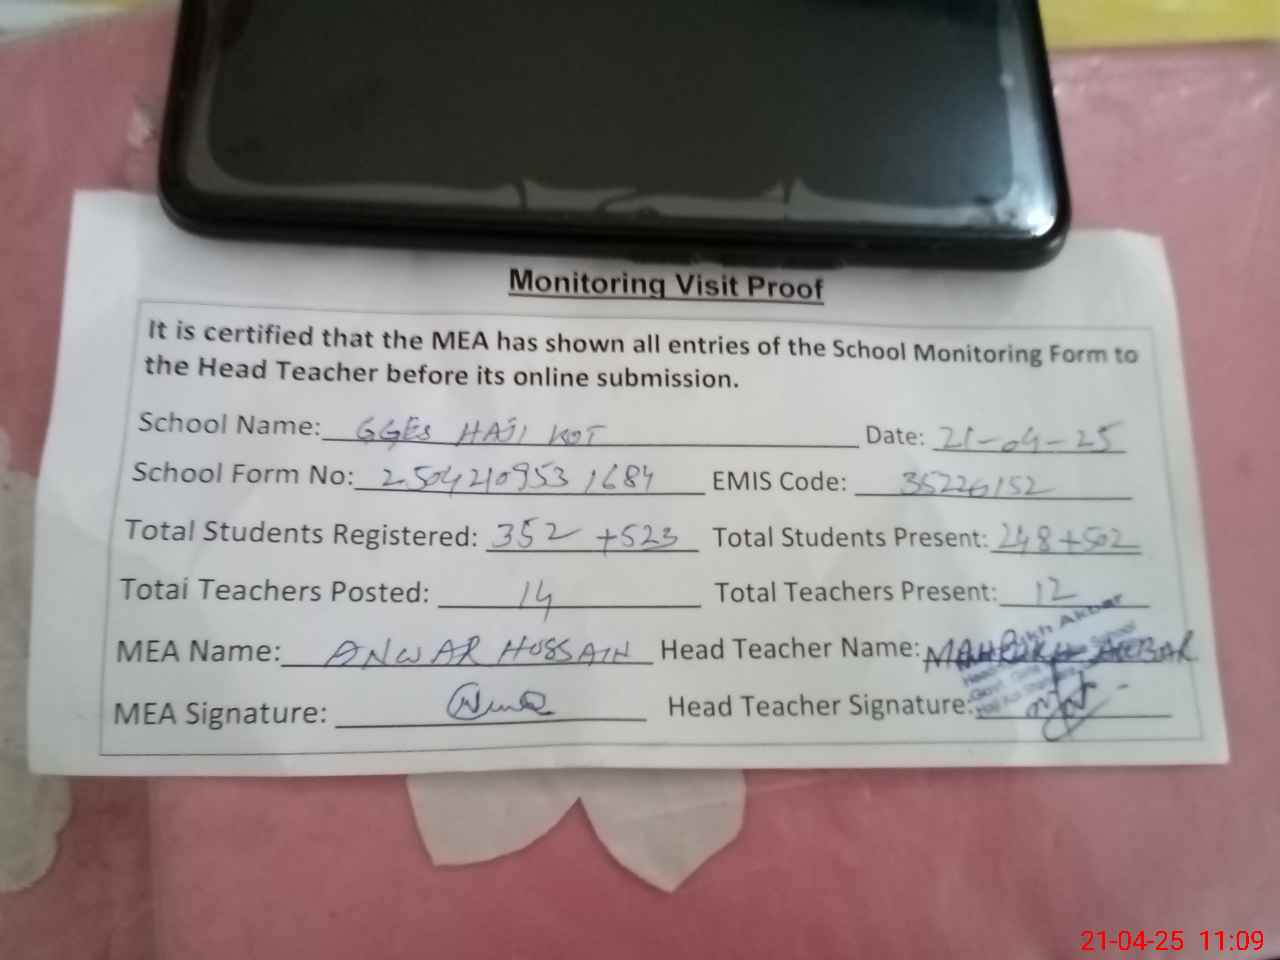 Monitoring Visit Proof
It is certified that the MEA has shown all entries of the School Monitoring Form to
the Head Teacher before its online submission.
School Name: GGES HAJI KOT Date: 21-04-25
School Form No: 2504210953 1684 EMIS Code: 35226152
Total Students Registered: 352 +523 Total Students Present: 248+502
Total Teachers Posted: 14 Total Teachers Present: 12
MEA Name: ANWAR HUSSAIN Head Teacher Name: MAHRUKH AKBAR
MEA Signature: Head Teacher Signature:
21-04-25 11:09